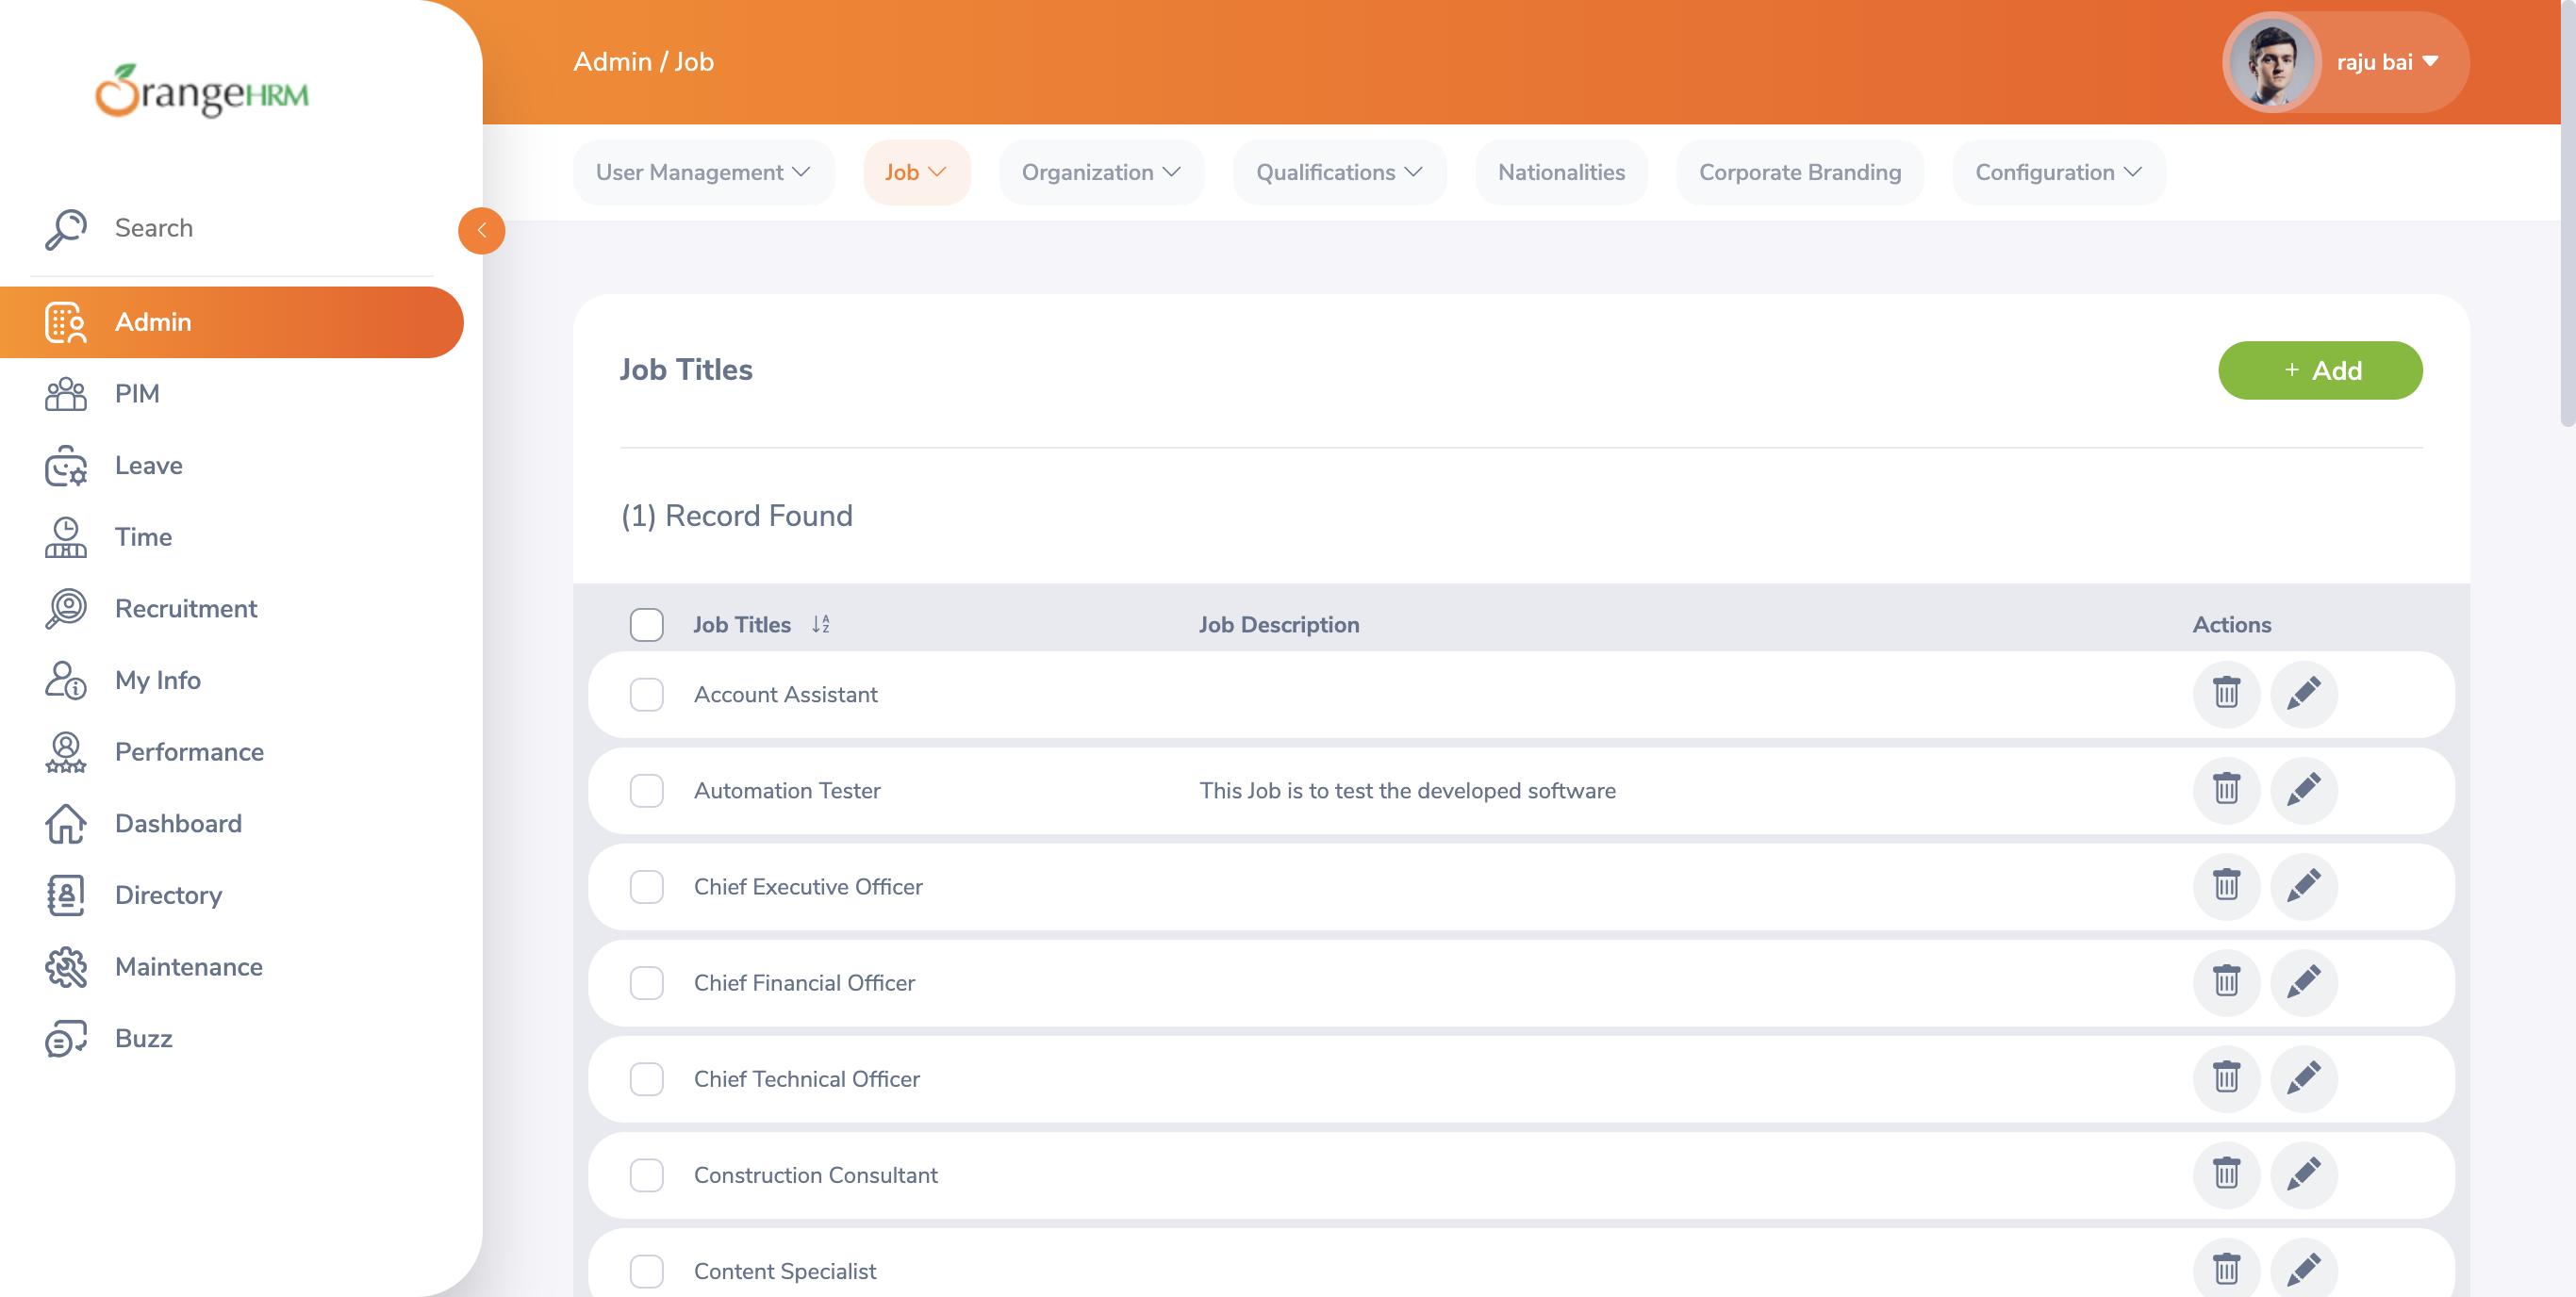 OrangeHRM
Search
Admin
PIM
Leave
Time
Recruitment
My Info
Performance
Dashboard
Directory
Maintenance
Buzz
Admin / Job
raju bai
User Management
Job
Organization
Qualifications
Nationalities
Corporate Branding
Configuration
Job Titles
+ Add
(1) Record Found
Job Titles
Job Description
Actions
Account Assistant
Automation Tester
This Job is to test the developed software
Chief Executive Officer
Chief Financial Officer
Chief Technical Officer
Construction Consultant
Content Specialist